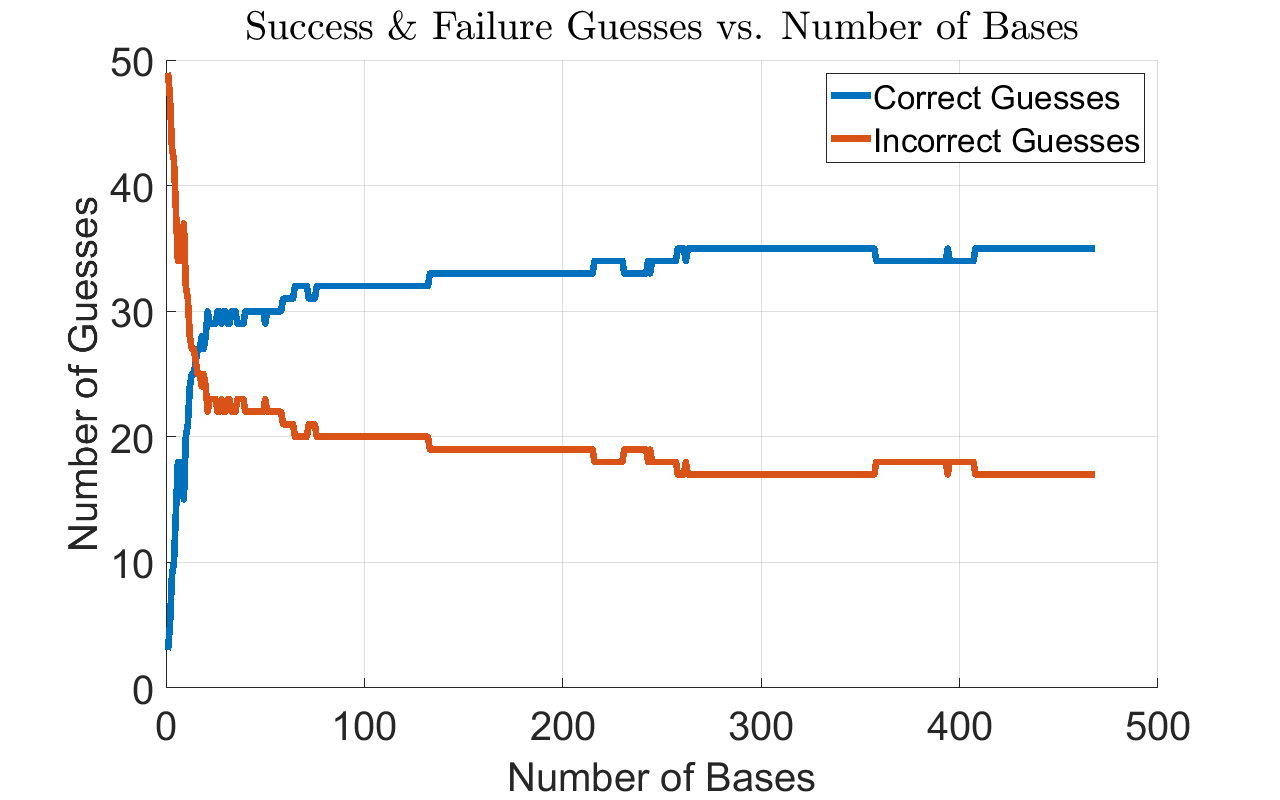 Success & Failure Guesses vs. Number of Bases
Correct Guesses
Incorrect Guesses
Number of Guesses
50
40
30
20
10
0
0 100 200 300 400 500
Number of Bases